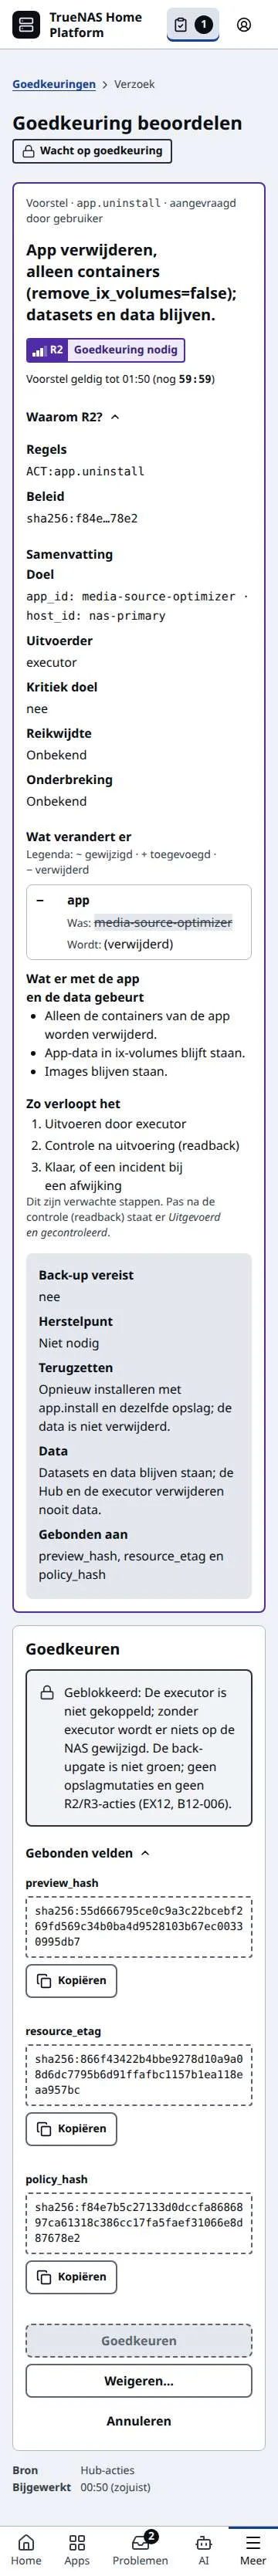 TrueNAS Home
Platform
1
Goedkeuringen > Verzoek
Goedkeuring beoordelen
Wacht op goedkeuring
Voorstel · app.uninstall · aangevraagd
door gebruiker
App verwijderen,
alleen containers
(remove_ix_volumes=false);
datasets en data blijven.
R2 Goedkeuring nodig
Voorstel geldig tot 01:50 (nog 59:59)
Waarom R2?
Regels
ACT:app.uninstall
Beleid
sha256:f84e…78e2
Samenvatting
Doel
app_id: media-source-optimizer ·
host_id: nas-primary
Uitvoerder
executor
Kritiek doel
nee
Reikwijdte
Onbekend
Onderbreking
Onbekend
Wat verandert er
Legenda: ~ gewijzigd · + toegevoegd ·
− verwijderd
− app
Was: media-source-optimizer
Wordt: (verwijderd)
Wat er met de app
en de data gebeurt
• Alleen de containers van de app
worden verwijderd.
• App-data in ix-volumes blijft staan.
• Images blijven staan.
Zo verloopt het
1. Uitvoeren door executor
2. Controle na uitvoering (readback)
3. Klaar, of een incident bij
een afwijking
Dit zijn verwachte stappen. Pas na de
controle (readback) staat er Uitgevoerd
en gecontroleerd.
Back-up vereist
nee
Herstelpunt
Niet nodig
Terugzetten
Opnieuw installeren met
app.install en dezelfde opslag; de
data is niet verwijderd.
Data
Datasets en data blijven staan; de
Hub en de executor verwijderen
nooit data.
Gebonden aan
preview_hash, resource_etag en
policy_hash
Goedkeuren
Geblokkeerd: De executor is
niet gekoppeld; zonder
executor wordt er niets op de
NAS gewijzigd. De back-
upgate is niet groen; geen
opslagmutaties en geen
R2/R3-acties (EX12, B12-006).
Gebonden velden
preview_hash
sha256:55d666795ce0c9a3c22bcebf2
69fd569c34b0ba4d9528103b67ec0033
0995db7
Kopiëren
resource_etag
sha256:866f43422b4bbe9278d10a9a0
8d6dc7795b6d91ffafbc1157b1ea118e
aa957bc
Kopiëren
policy_hash
sha256:f84e7b5c27133d0dccfa86868
97ca61318c386cc17fa5faef31066e8d
87678e2
Kopiëren
Goedkeuren
Weigeren...
Annuleren
Bron Hub-acties
Bijgewerkt 00:50 (zojuist)
2
Home Apps Problemen AI Meer